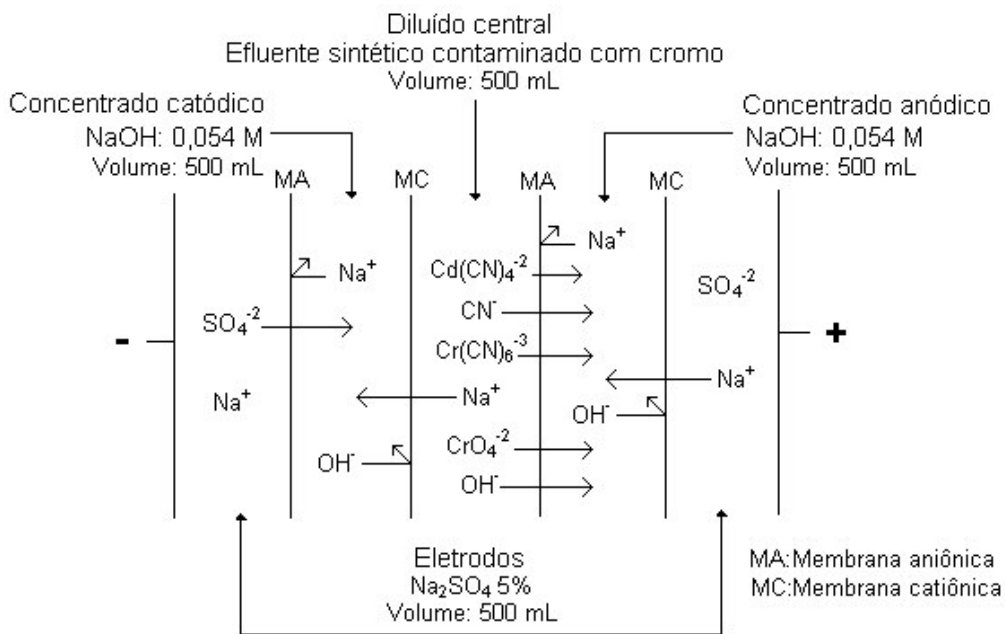 Diluído central
Efluente sintético contaminado com cromo
Volume: 500 mL
Concentrado catódico
NaOH: 0,054 M
Volume: 500 mL
Concentrado anódico
NaOH: 0,054 M
Volume: 500 mL
MA
MC
MA
MC
Na+
SO4-2
-
Na+
OH-
Na+
Cd(CN)4-2
CN-
Cr(CN)6-3
Na+
CrO4-2
OH-
Na+
OH-
SO4-2
+
Eletrodos
Na2SO4 5%
Volume: 500 mL
MA:Membrana aniônica
MC:Membrana catiônica